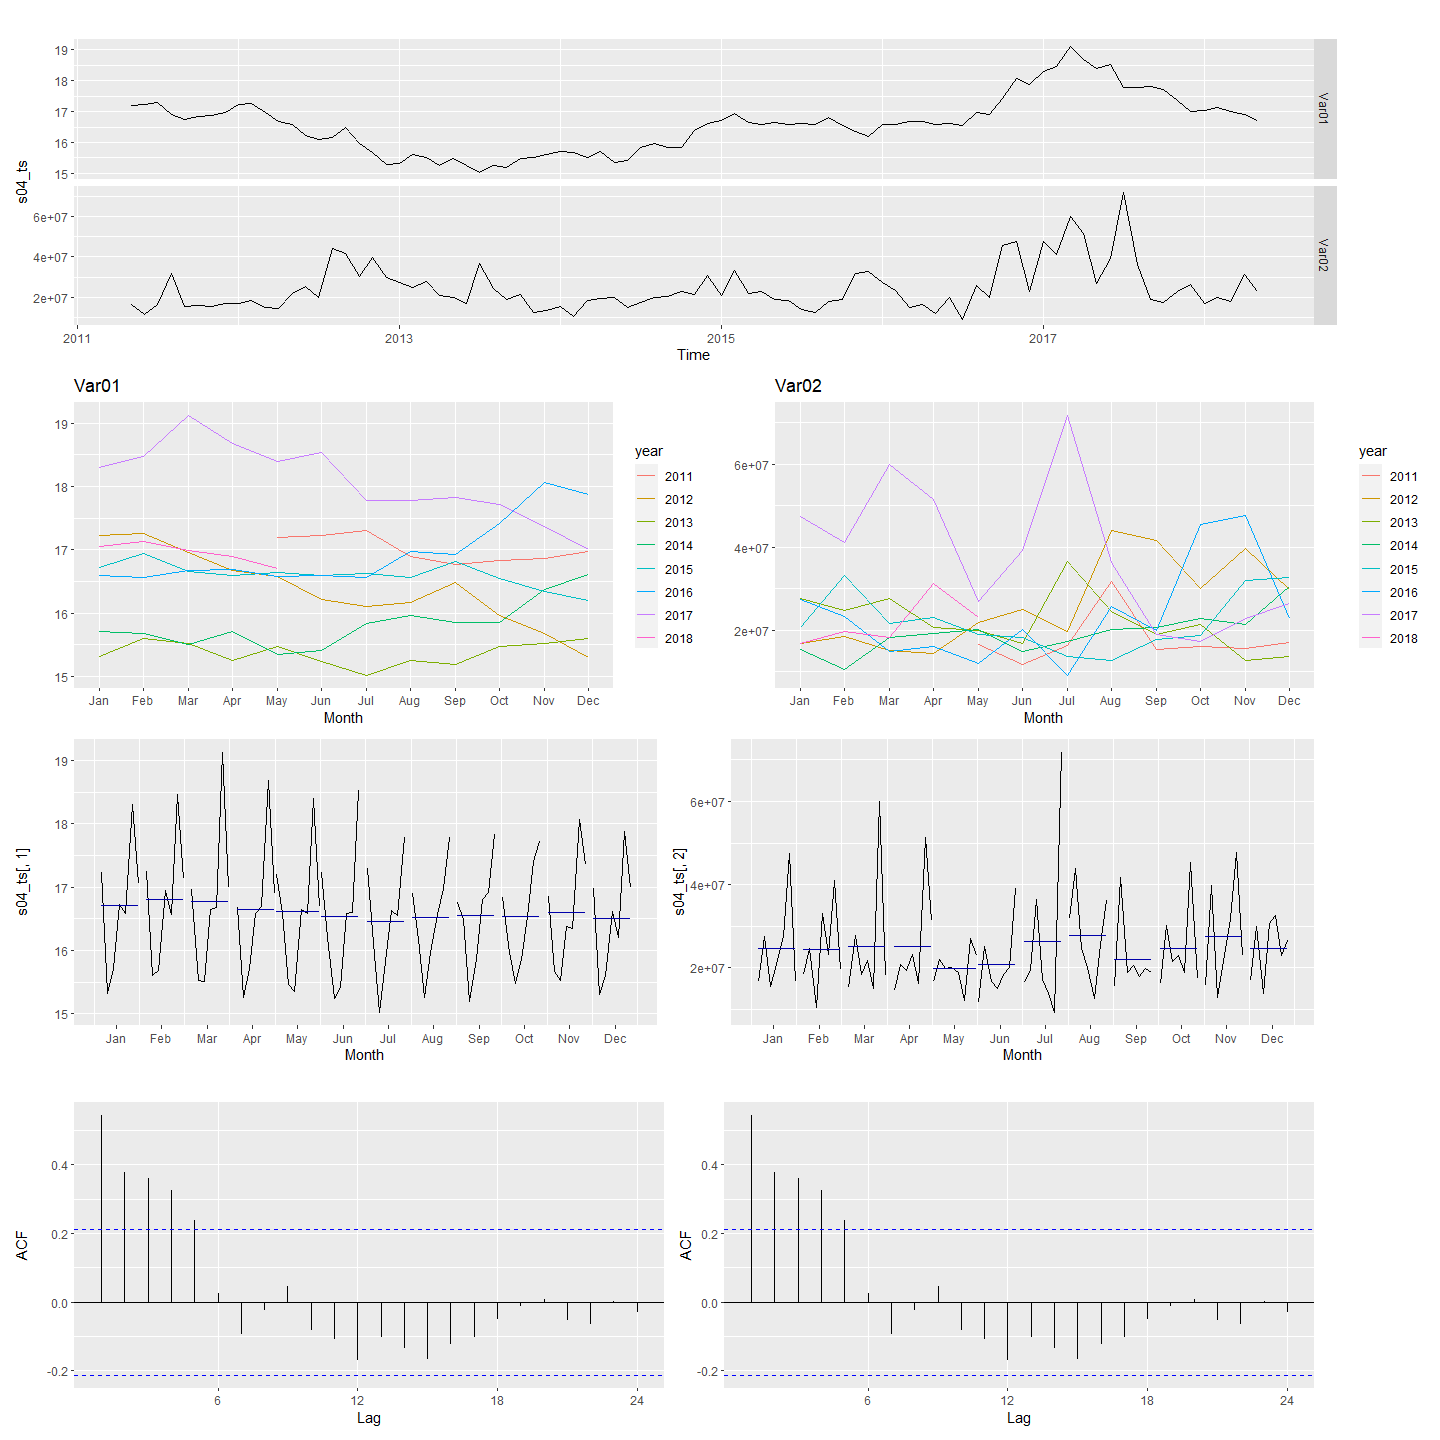 19
18
17
16
15
Var01
s04_ts
6e+07
4e+07
2e+07
Var02
2011
2013
2015
2017
Time
Var01
19
18
17
16
15
Jan Feb Mar Apr May Jun Jul Aug Sep Oct Nov Dec
Month
year
2011
2012
2013
2014
2015
2016
2017
2018
Var02
6e+07
4e+07
2e+07
Jan Feb Mar Apr May Jun Jul Aug Sep Oct Nov Dec
Month
year
2011
2012
2013
2014
2015
2016
2017
2018
s04_ts[, 1]
19
18
17
16
15
Jan Feb Mar Apr May Jun Jul Aug Sep Oct Nov Dec
Month
s04_ts[, 2]
6e+07
4e+07
2e+07
Jan Feb Mar Apr May Jun Jul Aug Sep Oct Nov Dec
Month
ACF
0.4
0.2
0.0
-0.2
6 12 18 24
Lag
ACF
0.4
0.2
0.0
-0.2
6 12 18 24
Lag